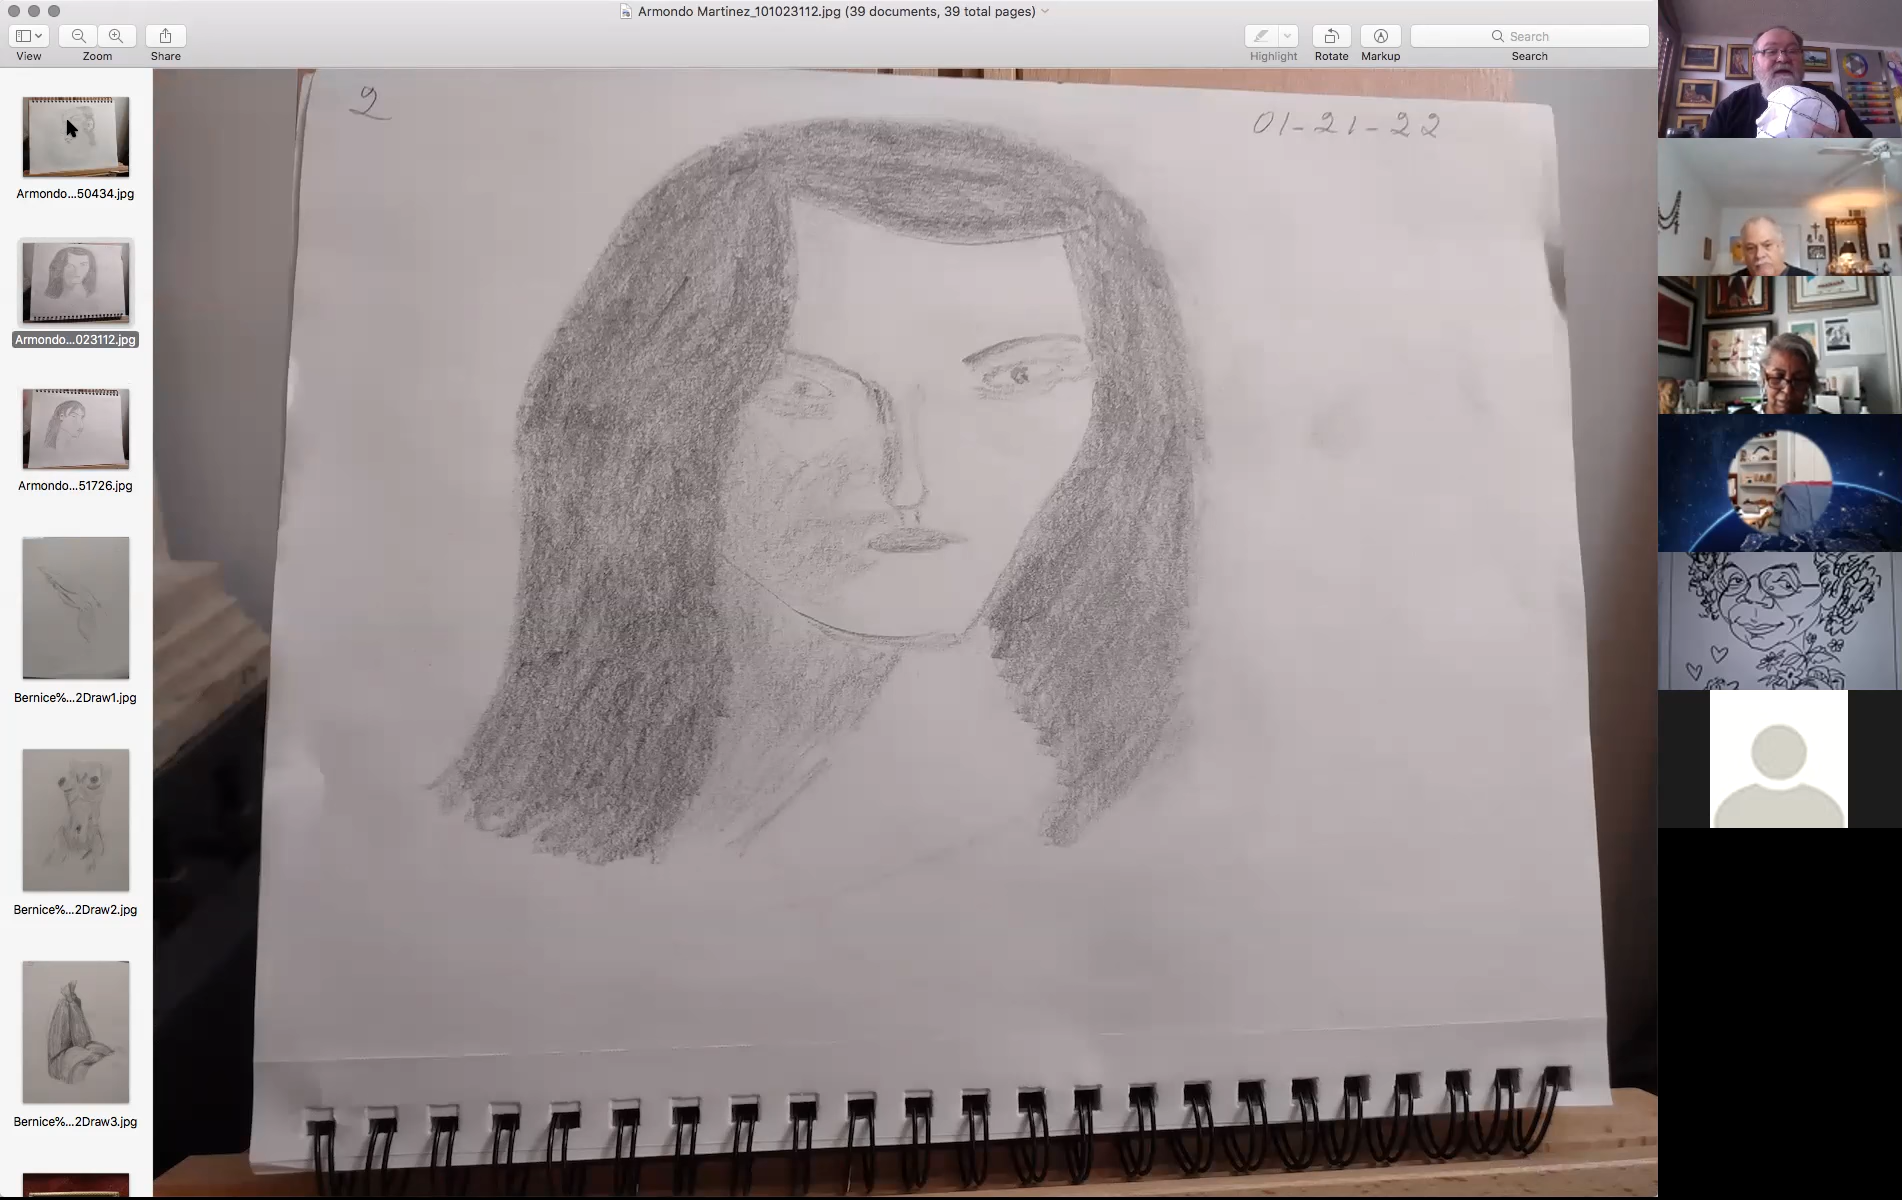 Armondo Martinez_101023112.jpg (39 documents, 39 total pages)
View
Zoom
Share
Highlight
Rotate
Markup
Search
Search
Armondo...50434.jpg
Armondo...023112.jpg
Armondo...51726.jpg
Bernice%...2Draw1.jpg
Bernice%...2Draw2.jpg
Bernice%...2Draw3.jpg
2
01-21-22